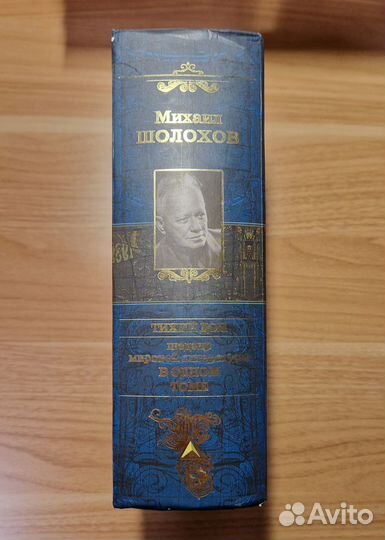 Михаил
ШОЛОХОВ
ТИХИЙ ДОН
Шедевр
мировой литературы
В ОДНОМ
ТОМЕ
Avito